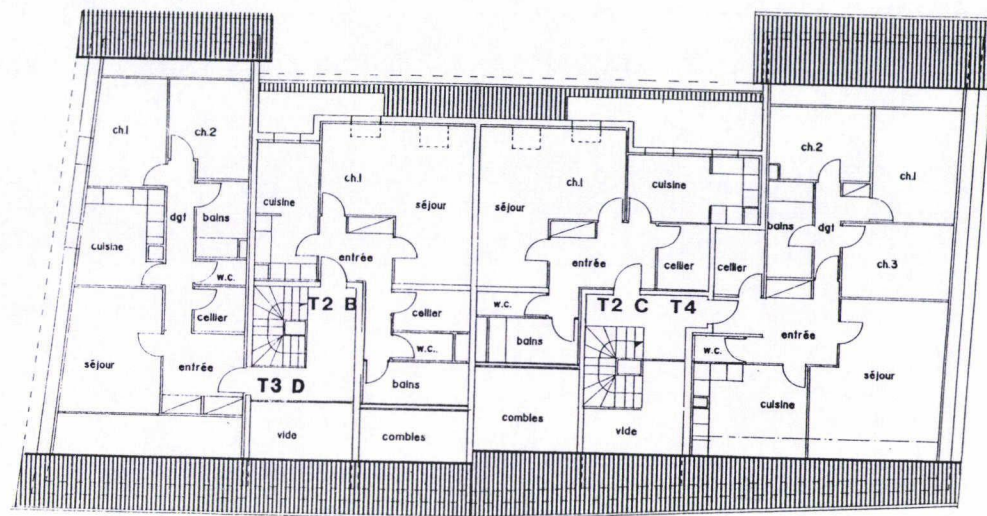 ch.1
ch.2
dgt
bains
cuisine
w.c.
cellier
séjour
entrée
T3 D
vide
cuisine
ch.1
séjour
entrée
T2 B
cellier
w.c.
bains
combles
séjour
ch.1
cuisine
entrée
cellier
w.c.
bains
T2 C
T4
combles
vide
ch.2
ch.1
bains
dgt
cellier
ch.3
entrée
w.c.
cuisine
séjour